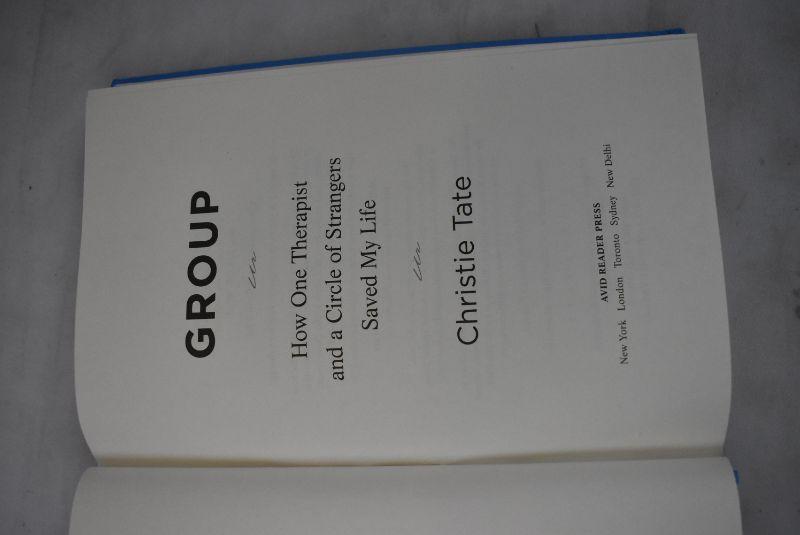 GROUP
How One Therapist
and a Circle of Strangers
Saved My Life
Christie Tate
AVID READER PRESS
New York London Toronto Sydney New Delhi